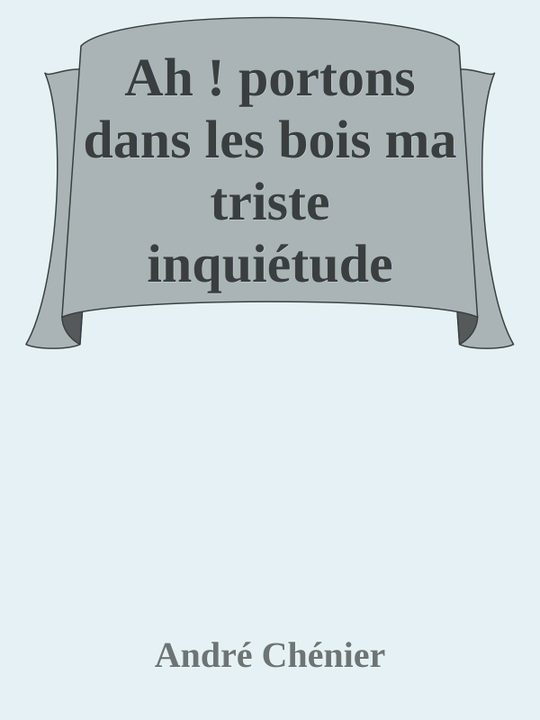 Ah ! portons
dans les bois ma
triste
inquiétude
André Chénier